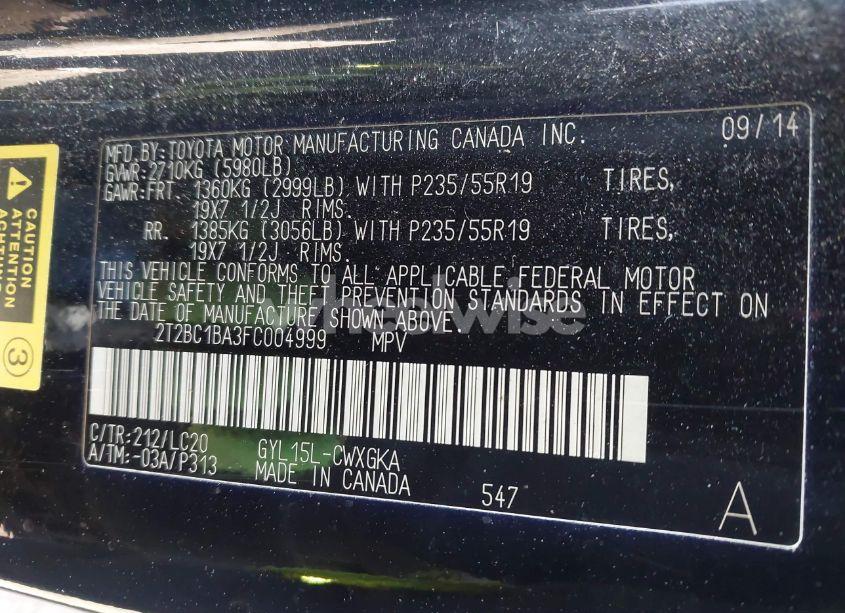 09/14
MFD.BY:TOYOTA MOTOR MANUFACTURING CANADA INC.
GVWR:2710KG (5980LB)
GAWR:FRT. 1360KG (2999LB) WITH P235/55R19 TIRES,
19X7 1/2J RIMS.
RR. 1385KG (3056LB) WITH P235/55R19 TIRES,
19X7 1/2J RIMS.
THIS VEHICLE CONFORMS TO ALL APPLICABLE FEDERAL MOTOR
VEHICLE SAFETY AND THEFT PREVENTION STANDARDS IN EFFECT ON
THE DATE OF MANUFACTURE SHOWN ABOVE.
2T2BC1BA3FC004999 MPV
C/TR:212/LC20 GYL15L-CWXGKA
A/TM:-03A/P313 MADE IN CANADA 547 A
CAUTION
ATTENTION
3